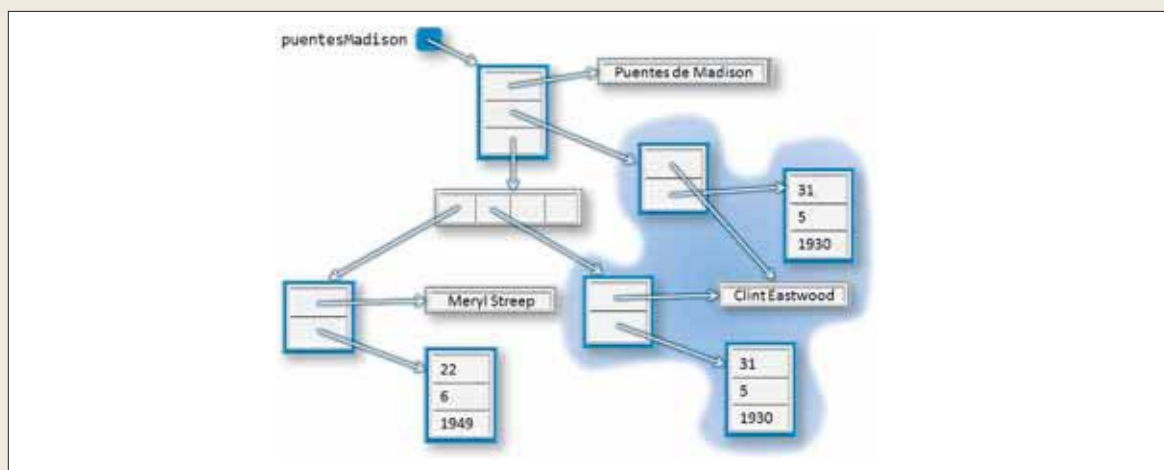 puentesMadison
Puentes de Madison
31
5
1930
Meryl Streep
Clint Eastwood
22
6
1949
31
5
1930